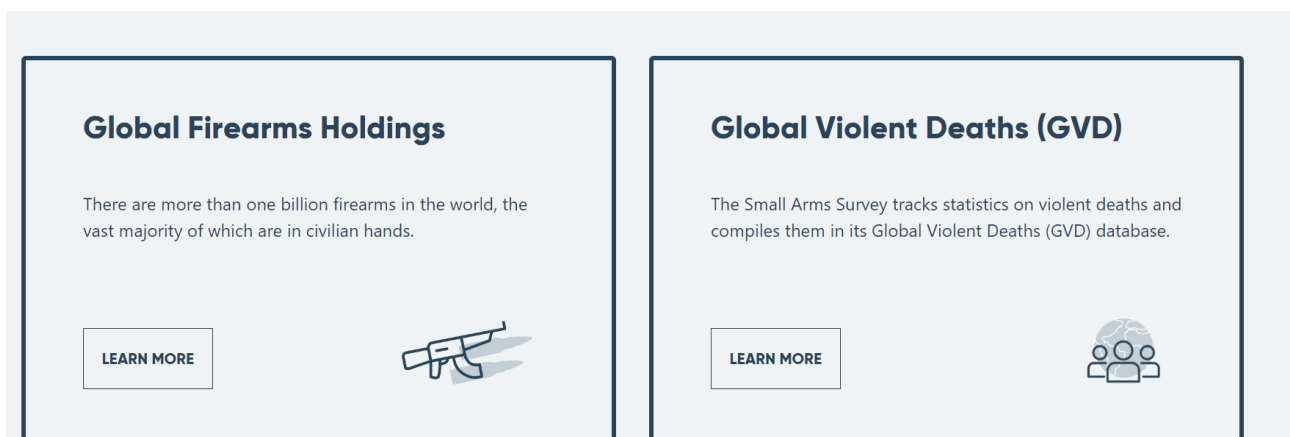 Global Firearms Holdings
There are more than one billion firearms in the world, the
vast majority of which are in civilian hands.
LEARN MORE
Global Violent Deaths (GVD)
The Small Arms Survey tracks statistics on violent deaths and
compiles them in its Global Violent Deaths (GVD) database.
LEARN MORE